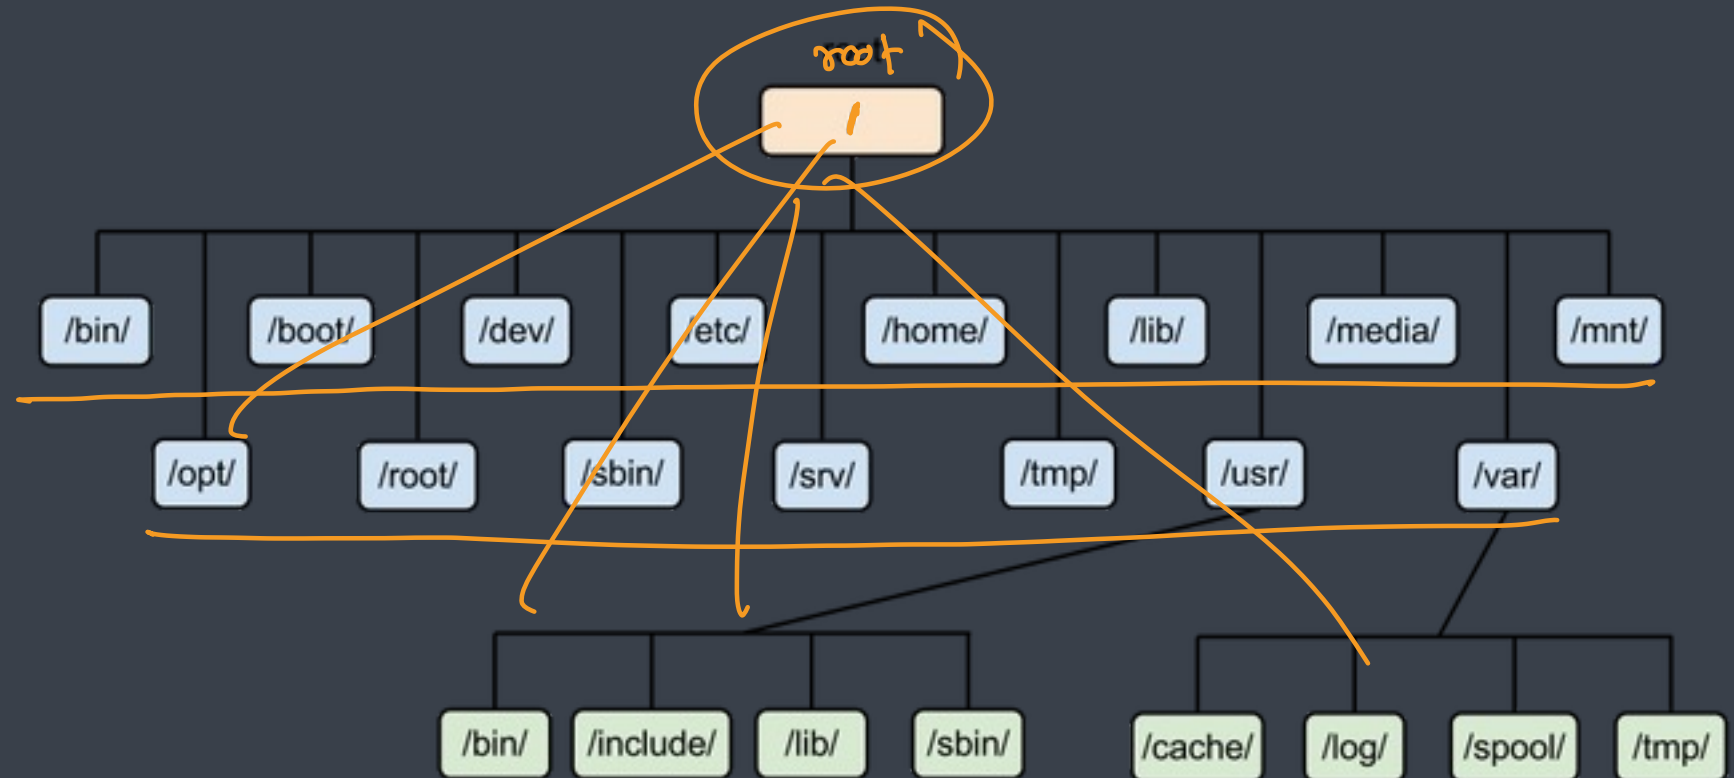 root
/
/bin/ /boot/ /dev/ /etc/ /home/ /lib/ /media/ /mnt/
/opt/ /root/ /sbin/ /srv/ /tmp/ /usr/ /var/
/bin/ /include/ /lib/ /sbin/ /cache/ /log/ /spool/ /tmp/